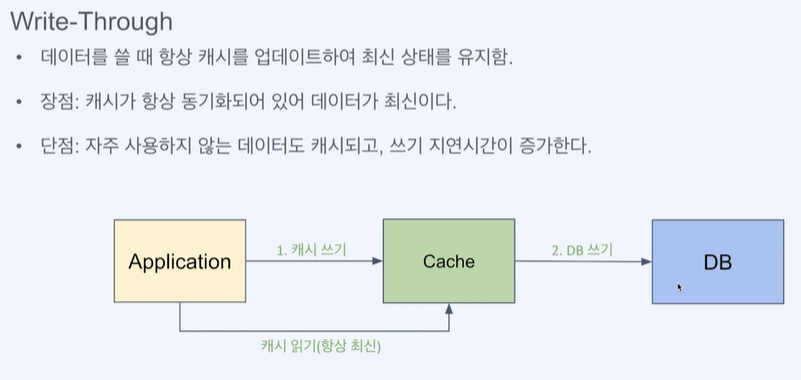 Write-Through
• 데이터를 쓸 때 항상 캐시를 업데이트하여 최신 상태를 유지함.
• 장점: 캐시가 항상 동기화되어 있어 데이터가 최신이다.
• 단점: 자주 사용하지 않는 데이터도 캐시되고, 쓰기 지연시간이 증가한다.
1. 캐시 쓰기
2. DB 쓰기
Application
Cache
DB
캐시 읽기(항상 최신)